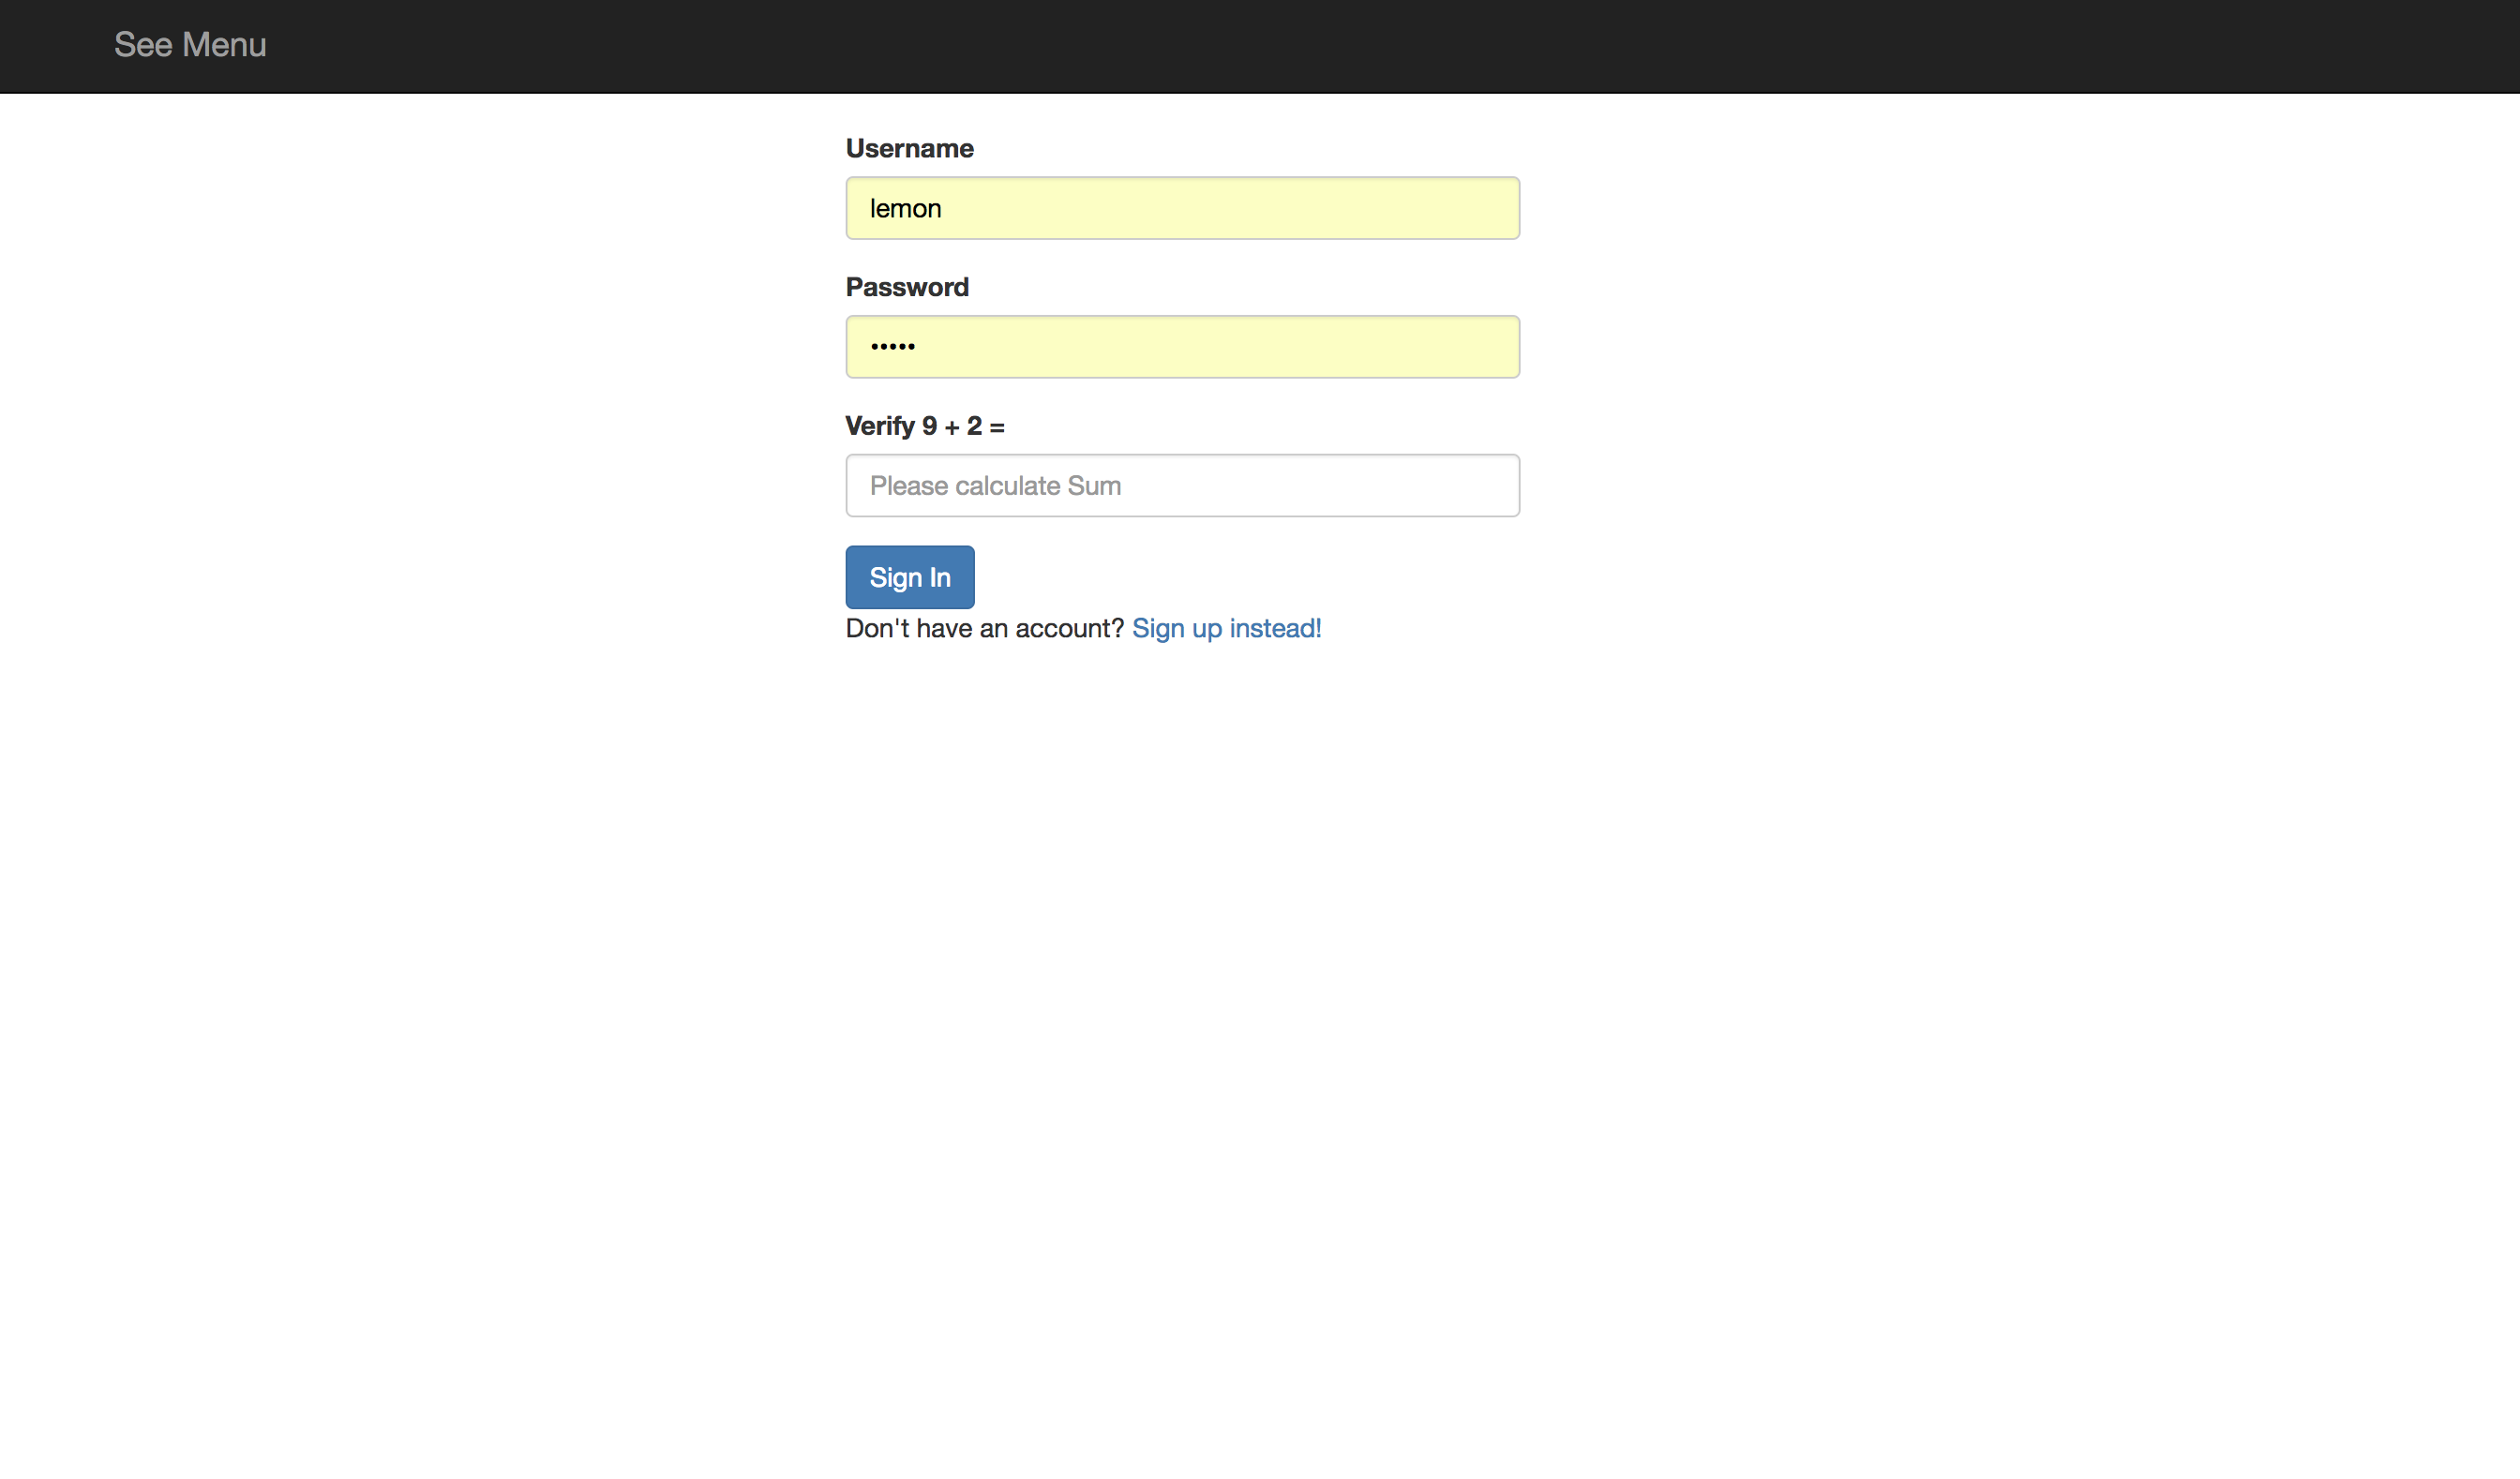 See Menu
Username
lemon
Password
•••••
Verify 9 + 2 =
Please calculate Sum
Sign In
Don't have an account? Sign up instead!